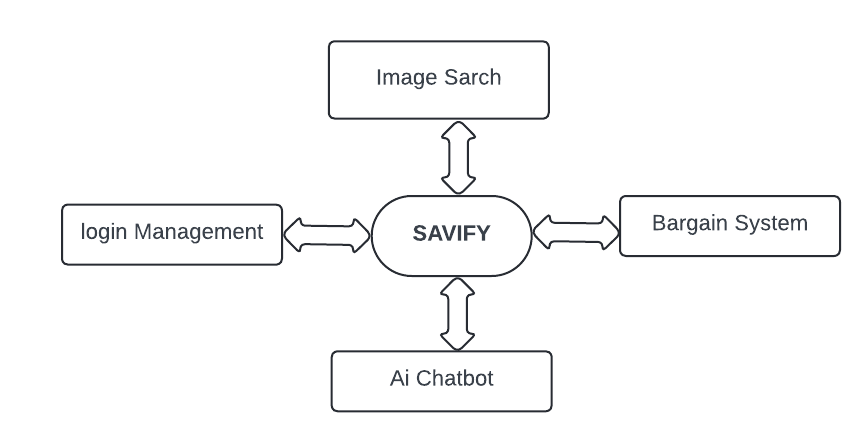 Image Sarch
login Management
SAVIFY
Bargain System
Ai Chatbot